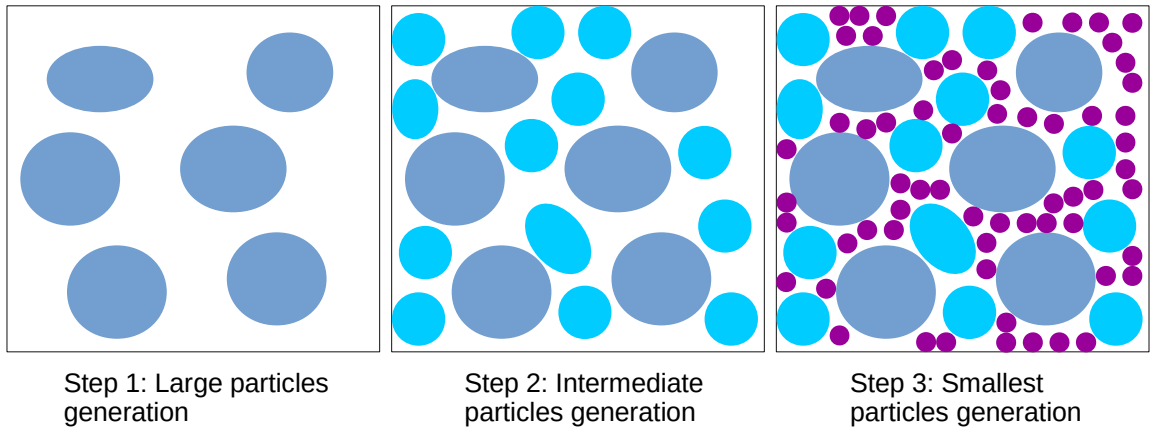 Step 1: Large particles
generation
Step 2: Intermediate
particles generation
Step 3: Smallest
particles generation